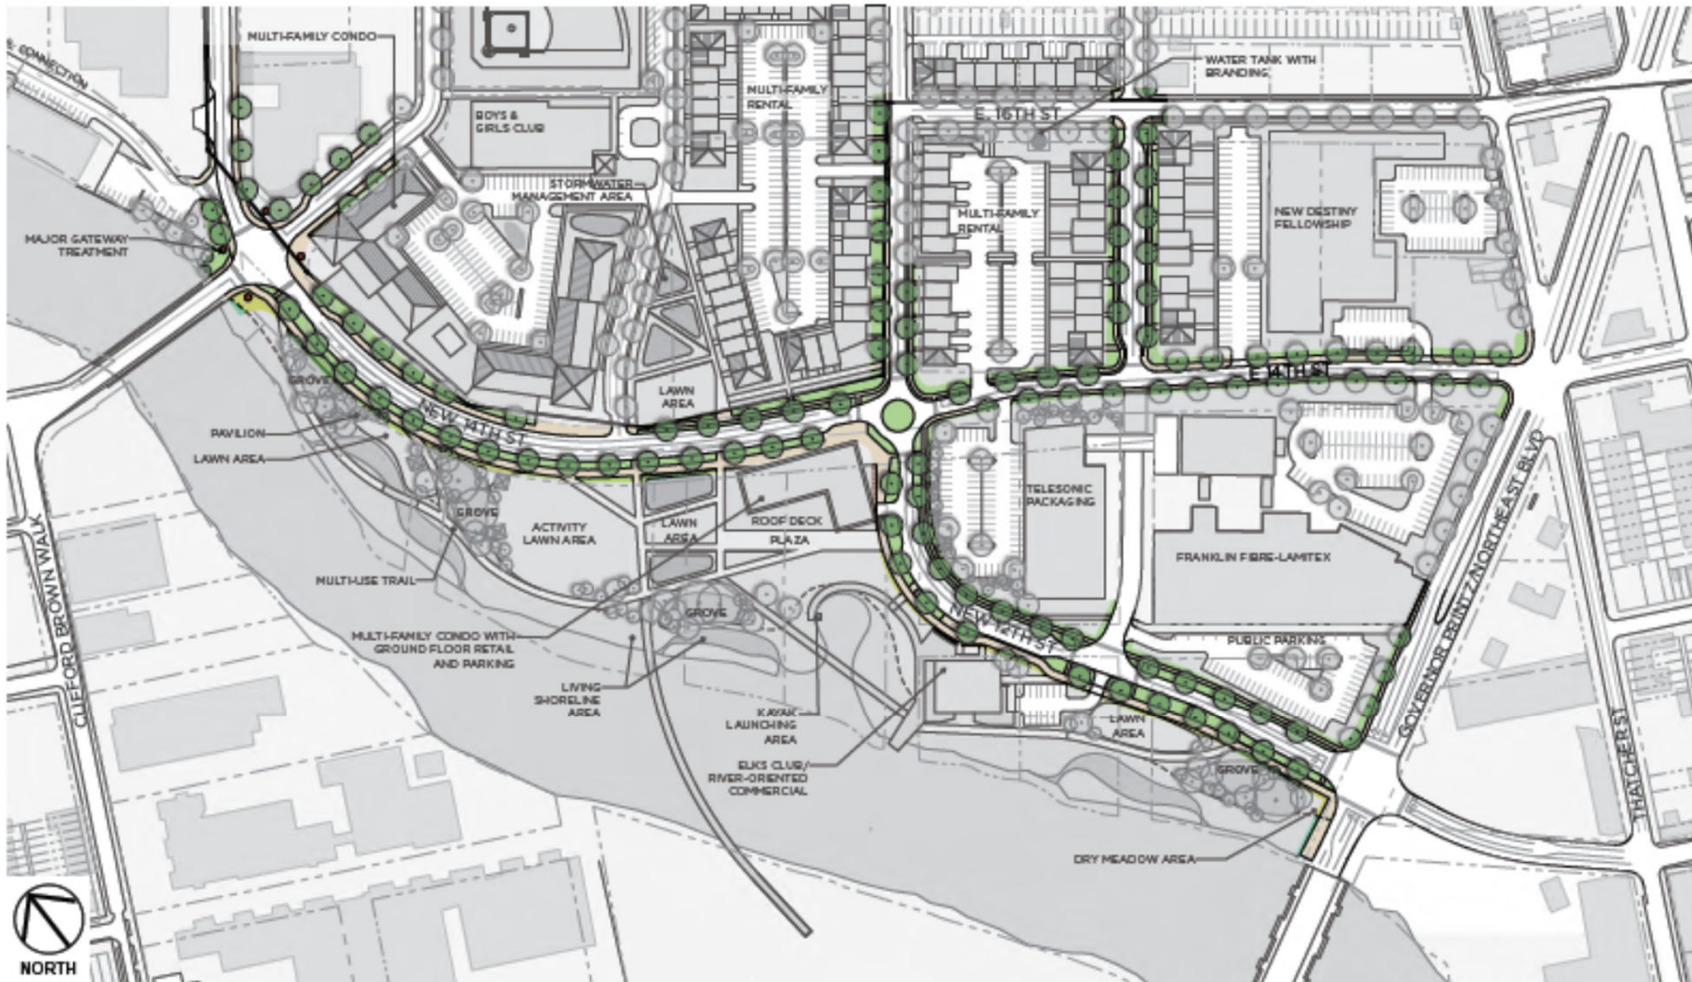 CONNECTION
MULTI-FAMILY CONDO
BOYS &
GIRLS CLUB
MULTI-FAMILY
RENTAL
WATER TANK WITH
BRANDING
E. 16TH ST
STORMWATER
MANAGEMENT AREA
MULTI-FAMILY
RENTAL
NEW DESTINY
FELLOWSHIP
MAJOR GATEWAY
TREATMENT
GROVE
LAWN
AREA
E 14TH ST
NEW 14TH ST
PAVILION
LAWN AREA
GROVE
ACTIVITY
LAWN AREA
LAWN
AREA
ROOF DECK
PLAZA
TELESONIC
PACKAGING
FRANKLIN FIBRE-LAMITEX
GOVERNOR PRINTZ/NORTHEAST BLVD
CLIFFORD BROWN WALK
MULTI-USE TRAIL
GROVE
NEW 12TH ST
PUBLIC PARKING
MULTI-FAMILY CONDO WITH
GROUND FLOOR RETAIL
AND PARKING
LIVING
SHORELINE
AREA
KAYAK
LAUNCHING
AREA
LAWN
AREA
ELKS CLUB/
RIVER-ORIENTED
COMMERCIAL
GROVE
THATCHER ST
DRY MEADOW AREA
NORTH